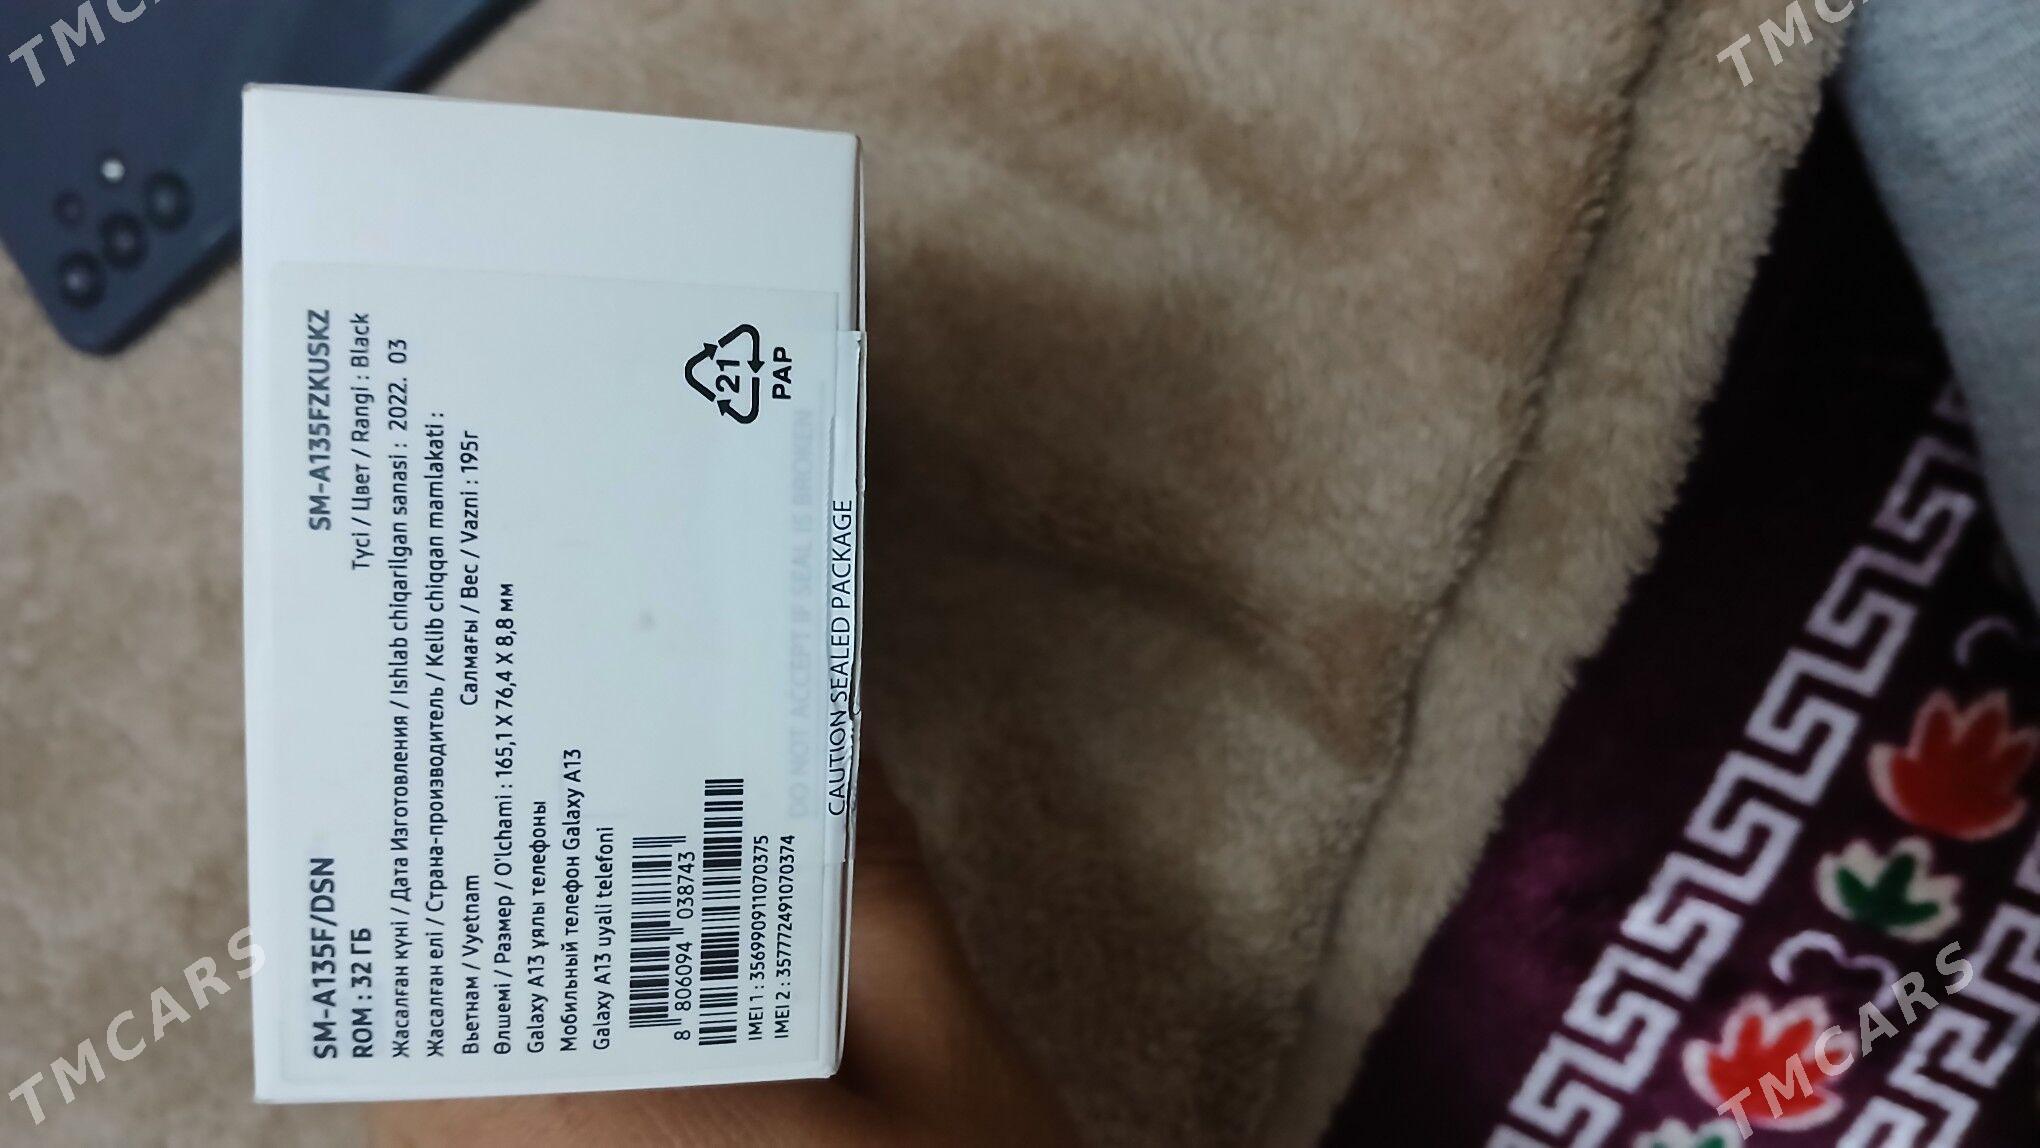 SM-A135F/DSN SM-A135FZKUSKZ
ROM : 32 ГБ Түсі / Цвет / Rangi : Black
Жасалған күні / Дата Изготовления / Ishlab chiqarilgan sanasi : 2022. 03
Жасалған елі / Страна-производитель / Kelib chiqqan mamlakati :
Вьетнам / Vyetnam Салмағы / Вес / Vazni : 195г
Өлшемі / Размер / O'lchami : 165,1 X 76,4 X 8,8 мм
Galaxy A13 ұялы телефоны
Мобильный телефон Galaxy A13
Galaxy A13 uyali telefoni
8 806094 038743
IMEI 1 : 356990911070375
IMEI 2 : 357772491070374
21
PAP
DO NOT ACCEPT IF SEAL IS BROKEN
CAUTION SEALED PACKAGE
TMCARS
TMCARS